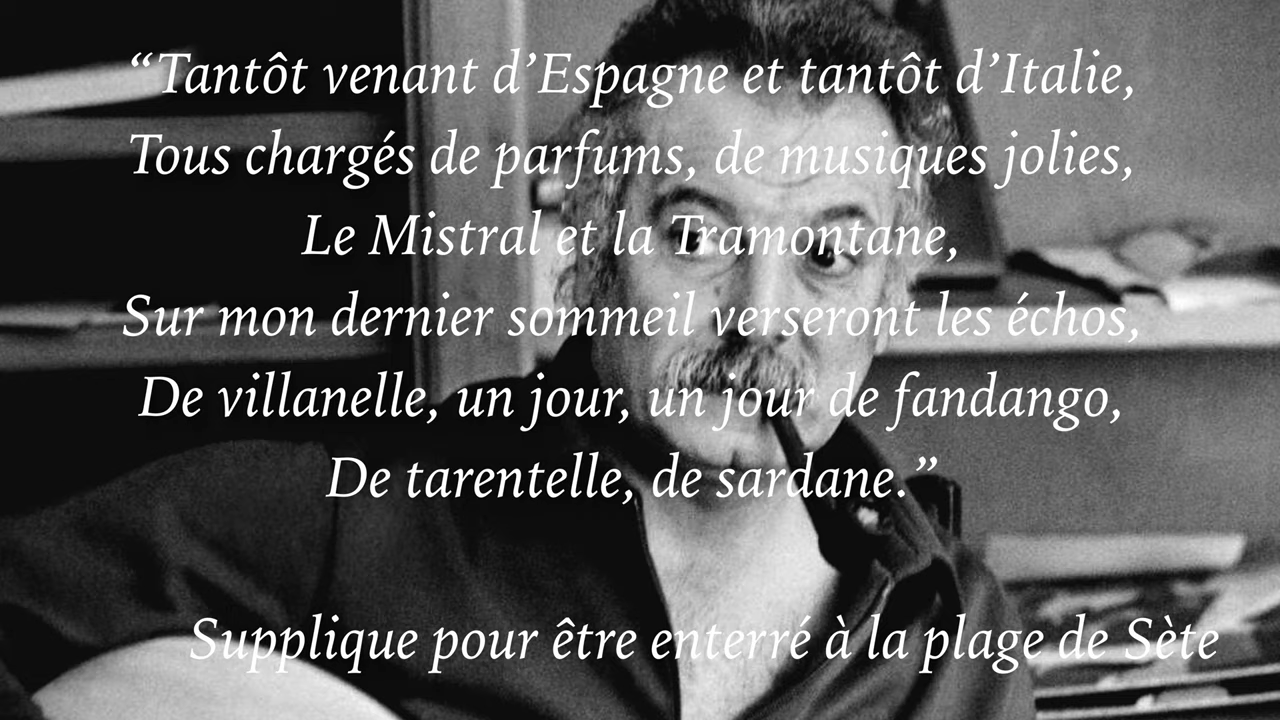 “Tantôt venant d’Espagne et tantôt d’Italie,
Tous chargés de parfums, de musiques jolies,
Le Mistral et la Tramontane,
Sur mon dernier sommeil verseront les échos,
De villanelle, un jour, un jour de fandango,
De tarentelle, de sardane.”
Supplique pour être enterré à la plage de Sète